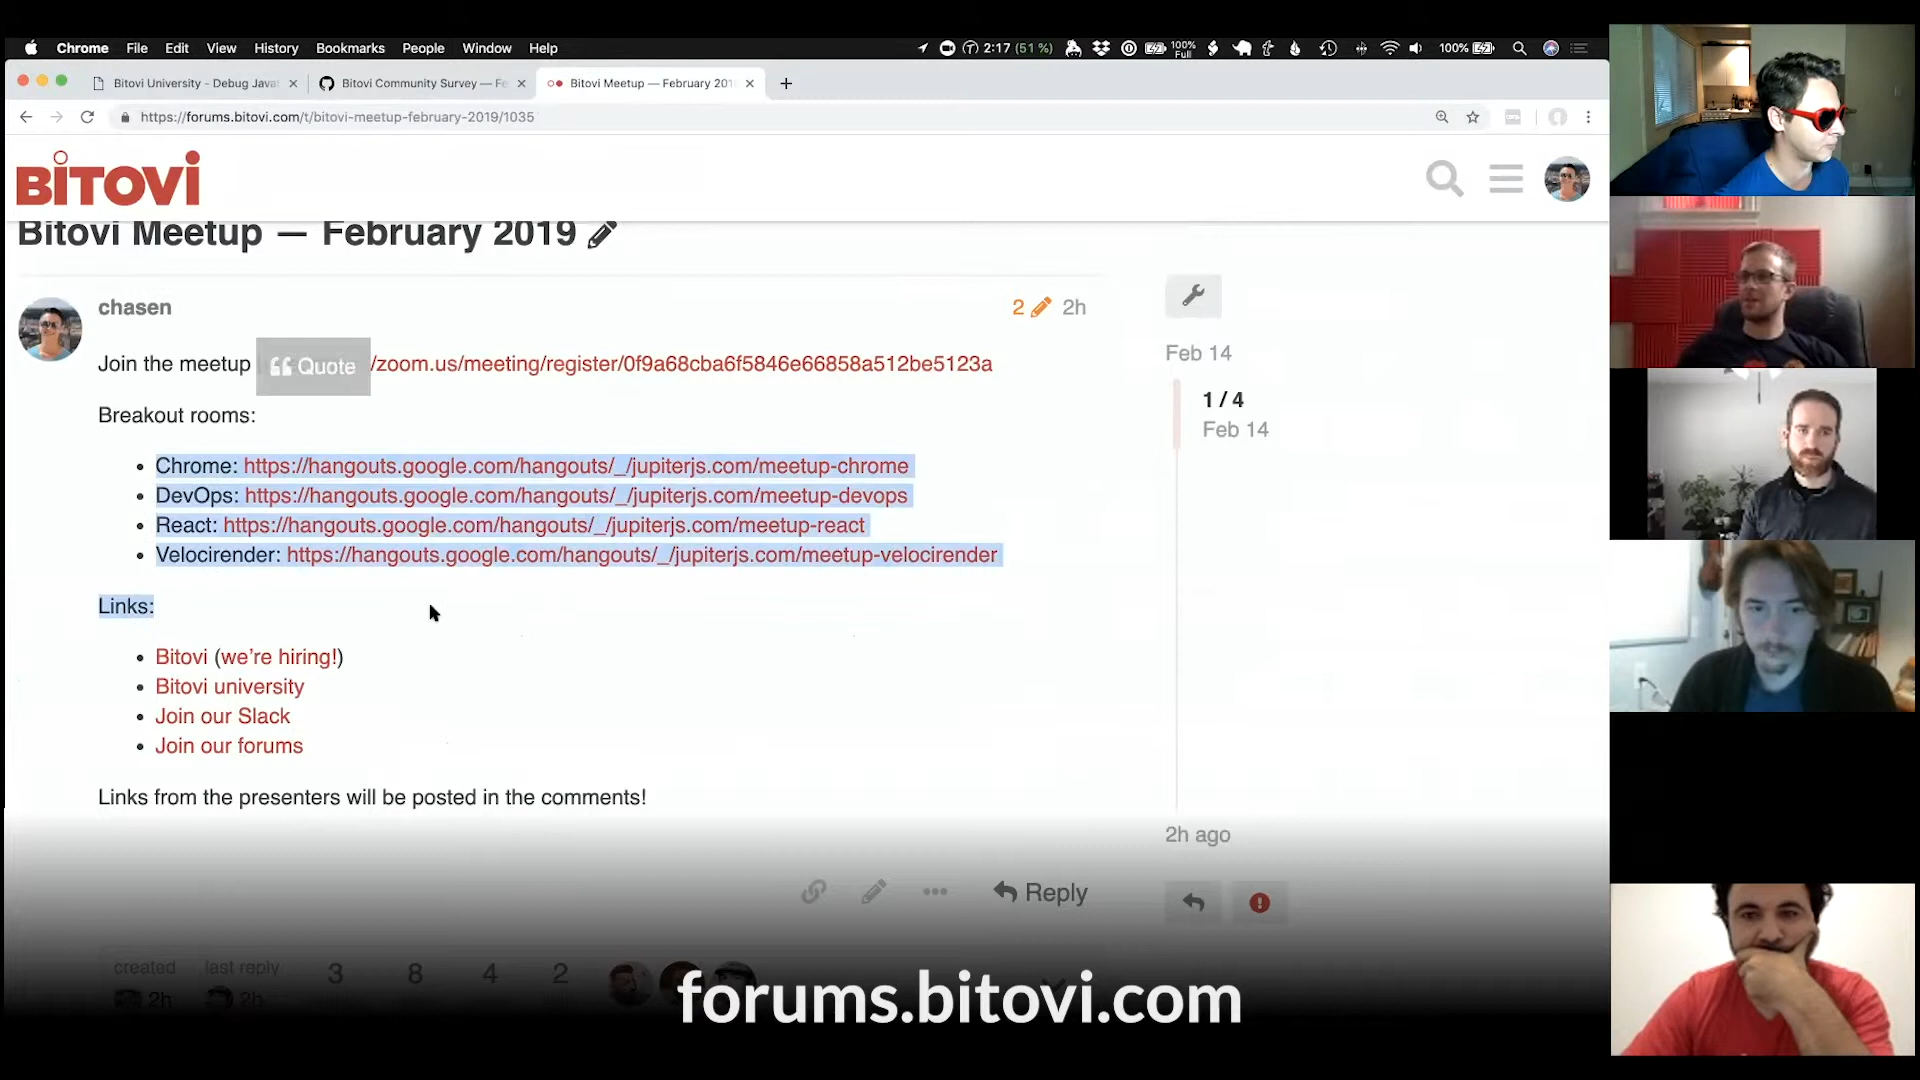 Chrome File Edit View History Bookmarks People Window Help 2:17 (51 %) 100% Full 100%
Bitovi University - Debug Java Bitovi Community Survey — Fe Bitovi Meetup — February 201
https://forums.bitovi.com/t/bitovi-meetup-february-2019/1035
BiTOVi
Bitovi Meetup — February 2019
chasen 2 2h
Join the meetup Quote /zoom.us/meeting/register/0f9a68cba6f5846e66858a512be5123a
Feb 14
1 / 4
Feb 14
Breakout rooms:
Chrome: https://hangouts.google.com/hangouts/_/jupiterjs.com/meetup-chrome
DevOps: https://hangouts.google.com/hangouts/_/jupiterjs.com/meetup-devops
React: https://hangouts.google.com/hangouts/_/jupiterjs.com/meetup-react
Velocirender: https://hangouts.google.com/hangouts/_/jupiterjs.com/meetup-velocirender
Links:
Bitovi (we're hiring!)
Bitovi university
Join our Slack
Join our forums
Links from the presenters will be posted in the comments!
2h ago
Reply
created last reply 3 8 4 2
2h 2h
forums.bitovi.com